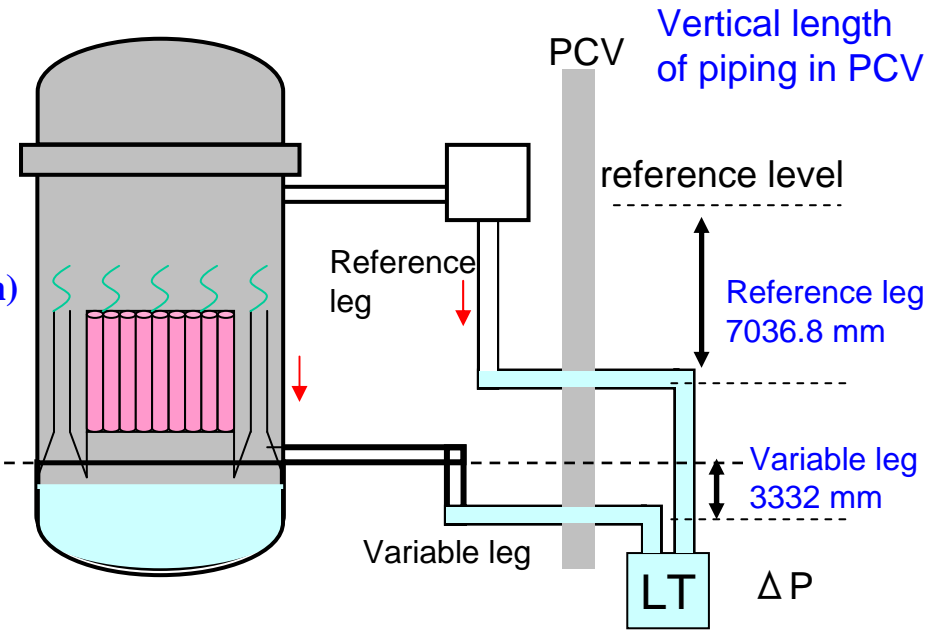 Vertical length
of piping in PCV
PCV
reference level
Reference
leg
Reference leg
7036.8 mm
Variable leg
3332 mm
Variable leg
LT
Δ P